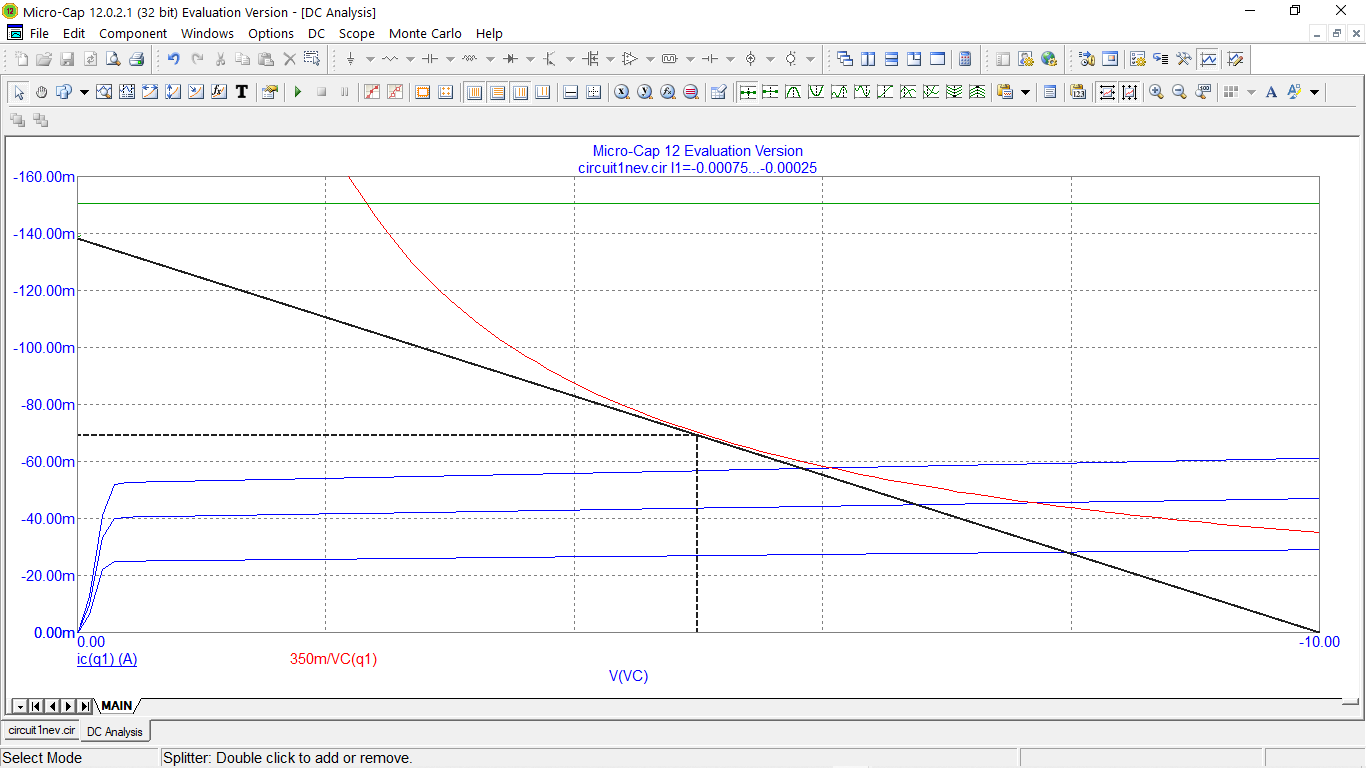 Micro-Cap 12.0.2.1 (32 bit) Evaluation Version - [DC Analysis]
File Edit Component Windows Options DC Scope Monte Carlo Help
Micro-Cap 12 Evaluation Version
circuit1nev.cir I1=-0.00075...-0.00025
-160.00m
-140.00m
-120.00m
-100.00m
-80.00m
-60.00m
-40.00m
-20.00m
0.00m
0.00 -10.00
ic(q1) (A) 350m/VC(q1)
V(VC)
MAIN
circuit1nev.cir DC Analysis
Select Mode Splitter: Double click to add or remove.